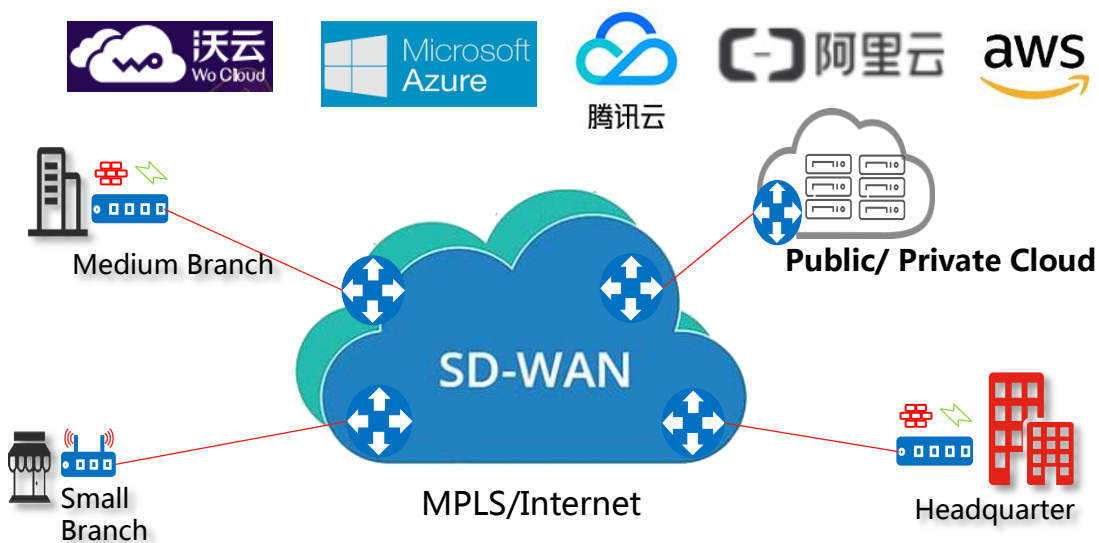 沃云
Wo Cloud
Microsoft
Azure
腾讯云
阿里云
aws
Medium Branch
Public/ Private Cloud
SD-WAN
Small
Branch
MPLS/Internet
Headquarter